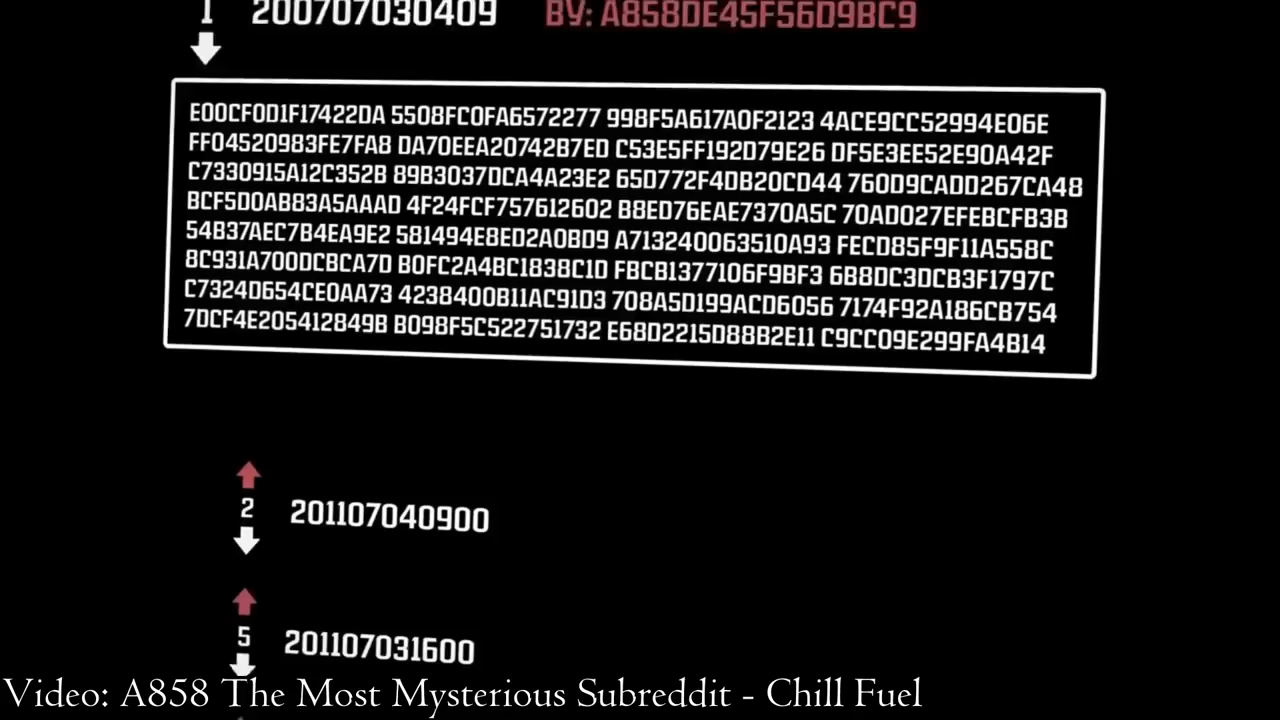 1 200707030409 BY: A858DE45F56D9BC9
E00CF0D1F17422DA 5508FC0FA6572277 998F5A617A0F2123 4ACE9CC52994E06E
FF04520983FE7FA8 DA70EEA20742B7ED C53E5FF192D79E26 DF5E3EE52E90A42F
C7330915A12C352B 89B3037DCA4A23E2 65D772F4DB20CD44 760D9CADD267CA48
BCF5D0AB83A5AAAD 4F24FCF757612602 B8ED76EAE7370A5C 70AD027EFEBCFB3B
54B37AEC7B4EA9E2 581494E8ED2A0BD9 A713240063510A93 FECD85F9F11A558C
8C931A700DCBCA7D B0FC2A4BC1838C1D FBCB1377106F9BF3 6B8DC3DCB3F1797C
C7324D654CE0AA73 4238400B11AC91D3 708A5D199ACD6056 7174F92A186CB754
7DCF4E205412849B B098F5C522751732 E68D2215D88B2E11 C9CC09E299FA4B14
2 201107040900
5 201107031600
Video: A858 The Most Mysterious Subreddit - Chill Fuel